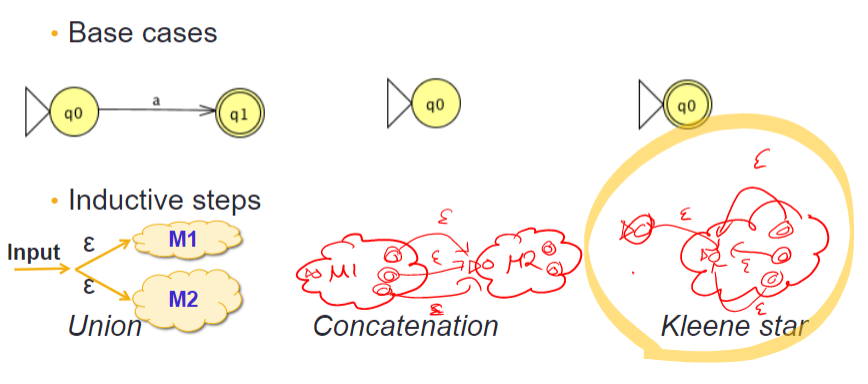 • Base cases
q0 a q1
q0
q0
• Inductive steps
Input ε M1
ε M2
Union
M1 ε ε ε M2
Concatenation
ε ε ε ε
Kleene star